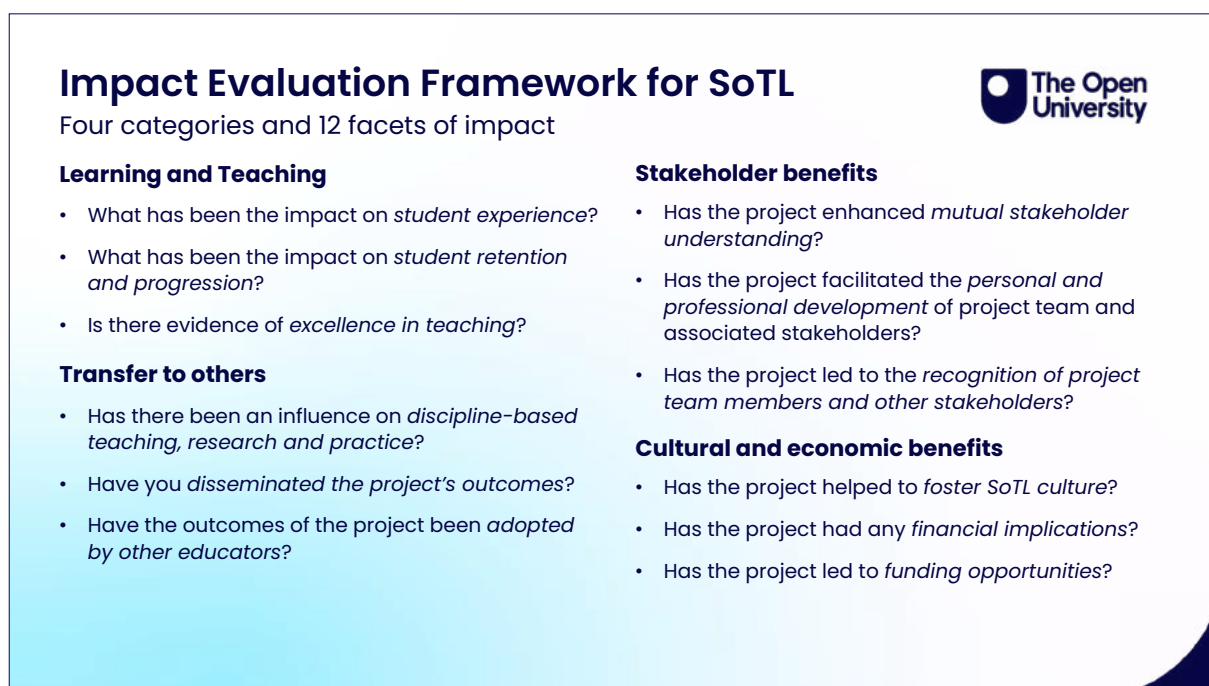 Impact Evaluation Framework for SoTL
Four categories and 12 facets of impact
The Open
University
Learning and Teaching
• What has been the impact on student experience?
• What has been the impact on student retention
and progression?
• Is there evidence of excellence in teaching?
Transfer to others
• Has there been an influence on discipline-based
teaching, research and practice?
• Have you disseminated the project’s outcomes?
• Have the outcomes of the project been adopted
by other educators?
Stakeholder benefits
• Has the project enhanced mutual stakeholder
understanding?
• Has the project facilitated the personal and
professional development of project team and
associated stakeholders?
• Has the project led to the recognition of project
team members and other stakeholders?
Cultural and economic benefits
• Has the project helped to foster SoTL culture?
• Has the project had any financial implications?
• Has the project led to funding opportunities?